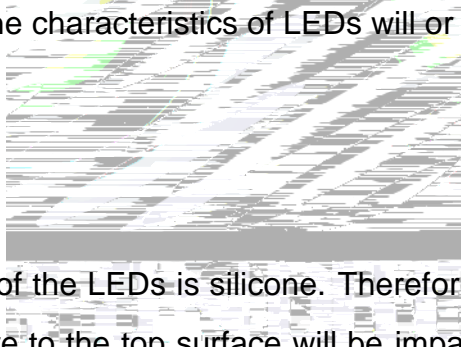 he characteristics of LEDs will or
of the LEDs is silicone. Therefor
e to the top surface will be impa